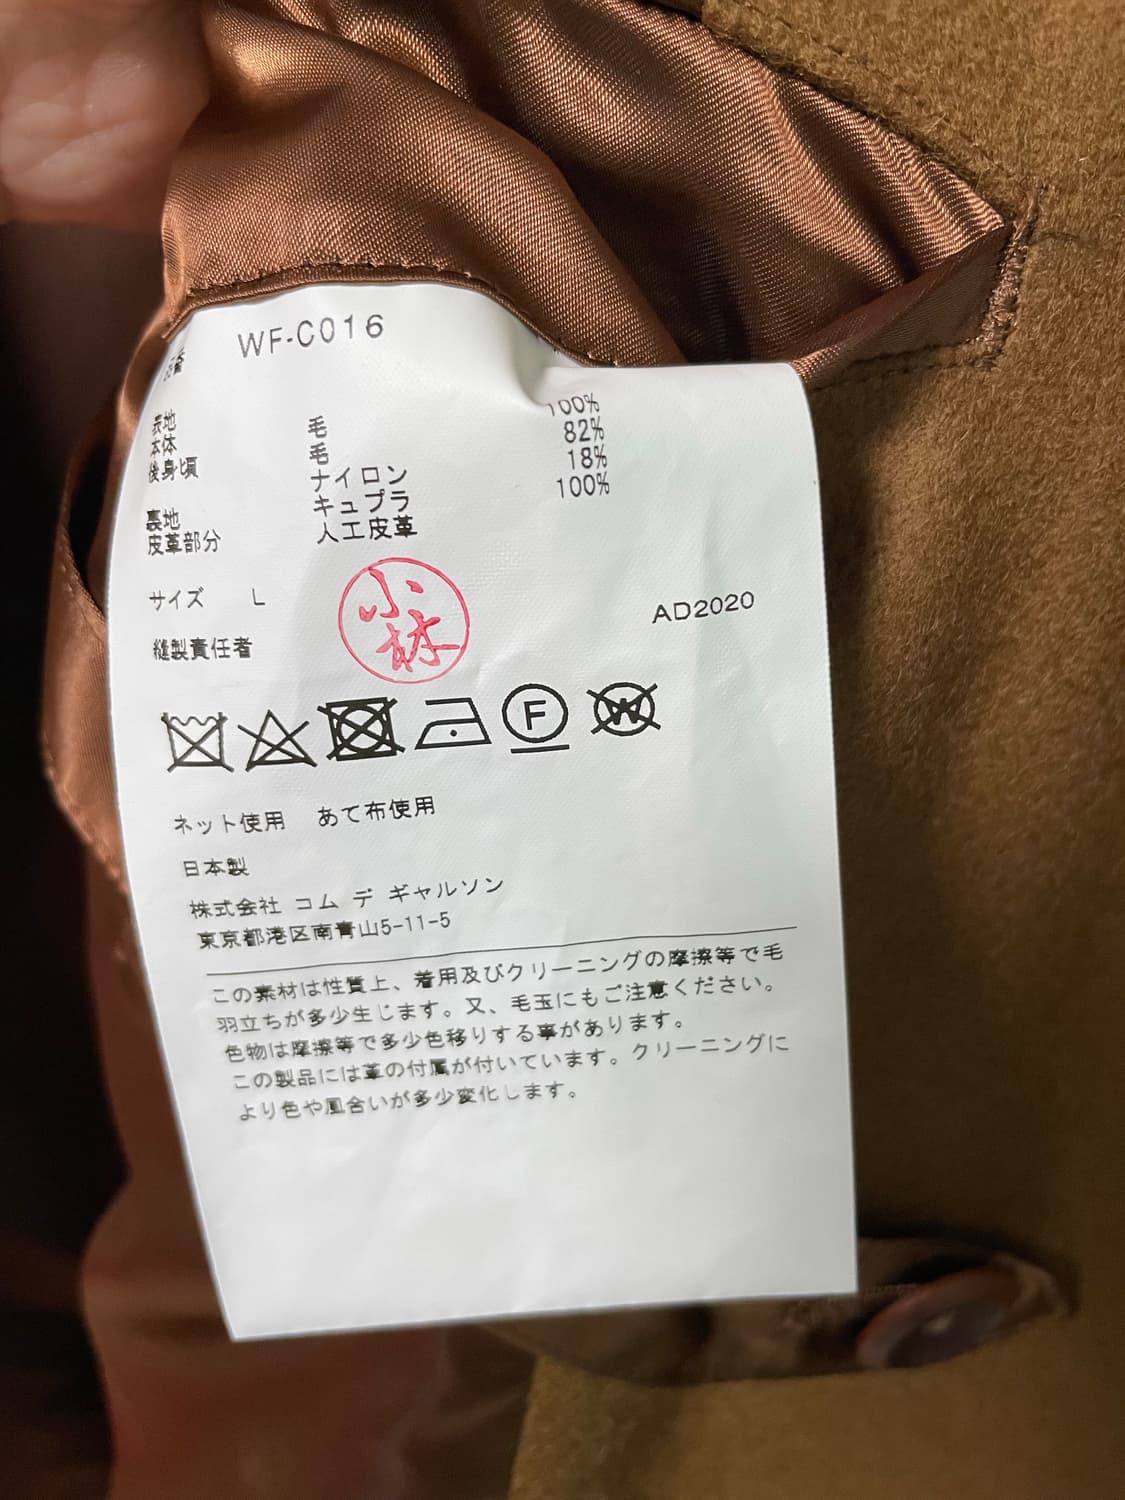 品番 WF-C016
表地
本体 毛 100%
後身頃 毛 82%
ナイロン 18%
裏地 キュプラ 100%
皮革部分 人工皮革
サイズ L
AD2020
縫製責任者 小林
F W
ネット使用 あて布使用
日本製
株式会社 コム デ ギャルソン
東京都港区南青山5-11-5
この素材は性質上、着用及びクリーニングの摩擦等で毛
羽立ちが多少生じます。又、毛玉にもご注意ください。
色物は摩擦等で多少色移りする事があります。
この製品には革の付属が付いています。クリーニングに
より色や風合いが多少変化します。